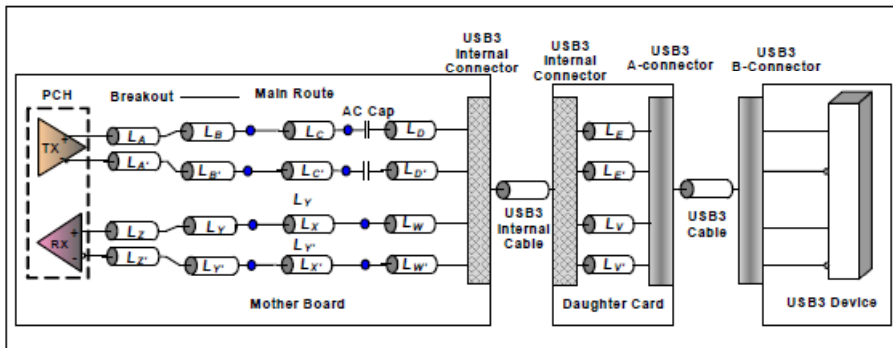 USB3
Internal
Connector
USB3
Internal
Connector
USB3
A-connector
USB3
B-Connector
PCH
Breakout
Main Route
AC Cap
TX
+
LA
LB
LC
LD
LE
LA'
LB'
LC'
LD'
LE'
LY
RX
+
-
LZ
LY
LX
LW
LV
LY'
LZ'
LY'
LX'
LW'
LV'
USB3
Internal
Cable
USB3
Cable
Mother Board
Daughter Card
USB3 Device